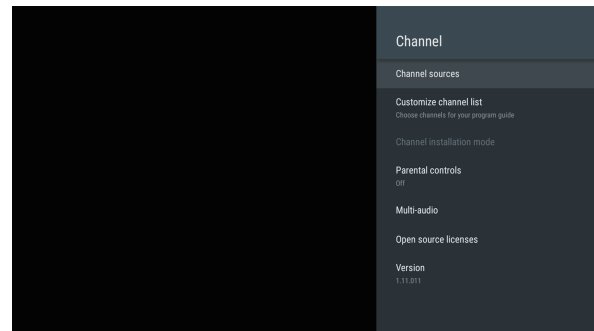 Channel
Channel sources
Customize channel list
Choose channels for your program guide
Channel installation mode
Parental controls
Off
Multi-audio
Open source licenses
Version
1.11.011